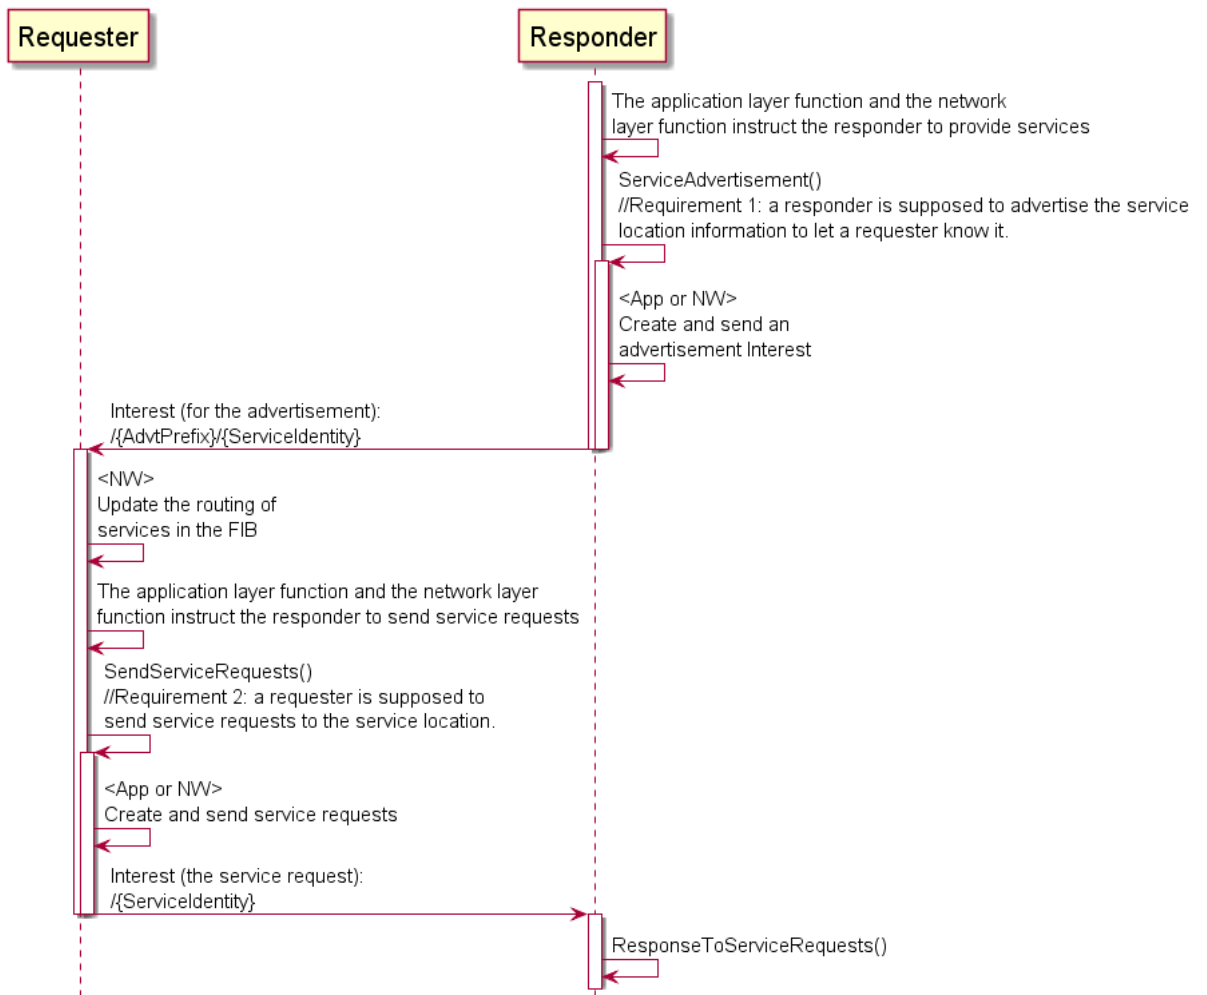 Requester
Responder
The application layer function and the network
layer function instruct the responder to provide services
ServiceAdvertisement()
//Requirement 1: a responder is supposed to advertise the service
location information to let a requester know it.
<App or NW>
Create and send an
advertisement Interest
Interest (for the advertisement):
/{AdvtPrefix}/{ServiceIdentity}
<NW>
Update the routing of
services in the FIB
The application layer function and the network layer
function instruct the responder to send service requests
SendServiceRequests()
//Requirement 2: a requester is supposed to
send service requests to the service location.
<App or NW>
Create and send service requests
Interest (the service request):
/{ServiceIdentity}
ResponseToServiceRequests()